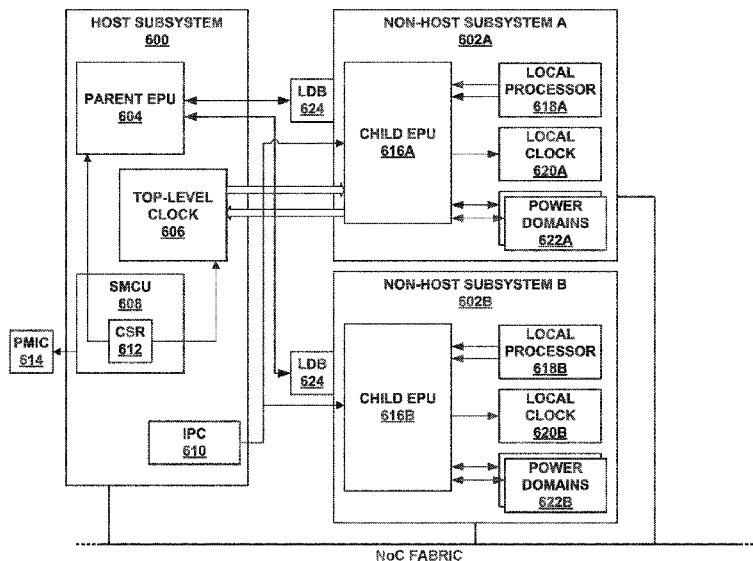 HOST SUBSYSTEM
600
PARENT EPU
604
TOP-LEVEL
CLOCK
606
SMCU
608
CSR
612
PMIC
614
IPC
610
LDB
624
LDB
624
NON-HOST SUBSYSTEM A
602A
CHILD EPU
616A
LOCAL
PROCESSOR
618A
LOCAL
CLOCK
620A
POWER
DOMAINS
622A
NON-HOST SUBSYSTEM B
602B
CHILD EPU
616B
LOCAL
PROCESSOR
618B
LOCAL
CLOCK
620B
POWER
DOMAINS
622B
NoC FABRIC